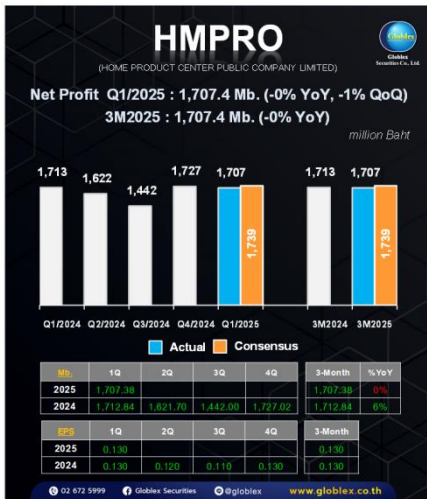 HMPRO
Globlex
Globlex
Securities Co., Ltd.
(HOME PRODUCT CENTER PUBLIC COMPANY LIMITED)
Net Profit Q1/2025 : 1,707.4 Mb. (-0% YoY, -1% QoQ)
3M2025 : 1,707.4 Mb. (-0% YoY)
million Baht
1,713 1,622 1,442 1,727 1,707 1,739 1,713 1,707 1,739
Q1/2024 Q2/2024 Q3/2024 Q4/2024 Q1/2025 3M2024 3M2025
Actual Consensus
Mb. 1Q 2Q 3Q 4Q 3-Month %YoY
2025 1,707.38 1,707.38 0%
2024 1,712.84 1,621.70 1,442.00 1,727.02 1,712.84 6%
EPS 1Q 2Q 3Q 4Q 3-Month
2025 0.130 0.130
2024 0.130 0.120 0.110 0.130 0.130
02 672 5999 Globlex Securities @globlex www.globlex.co.th